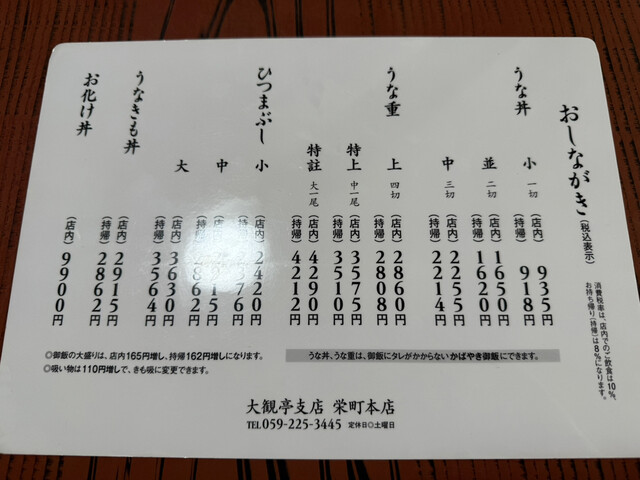 おしながき(税込表示)
消費税率は、店内でのご飲食は10％、
お持ち帰り(持帰)は8％になります。
うな丼
小 一切 (店内) 935円
(持帰) 918円
並 二切 (店内) 1650円
(持帰) 1620円
中 三切 (店内) 2255円
(持帰) 2214円
うな重
上 四切 (店内) 2860円
(持帰) 2808円
特上 中一尾 (店内) 3575円
(持帰) 3510円
特註 大一尾 (店内) 4290円
(持帰) 4212円
ひつまぶし
小 (店内) 2420円
(持帰) 2376円
中 (店内) 2915円
(持帰) 2862円
大 (店内) 3630円
(持帰) 3564円
うなきも丼
(店内) 2915円
(持帰) 2862円
お化け丼
(店内) 9900円
◎御飯の大盛りは、店内165円増し、持帰162円増しになります。
◎吸い物は110円増しで、きも吸に変更できます。
うな丼、うな重は、御飯にタレがかからないかばやき御飯にできます。
大観亭支店 栄町本店
TEL 059-225-3445 定休日◎土曜日